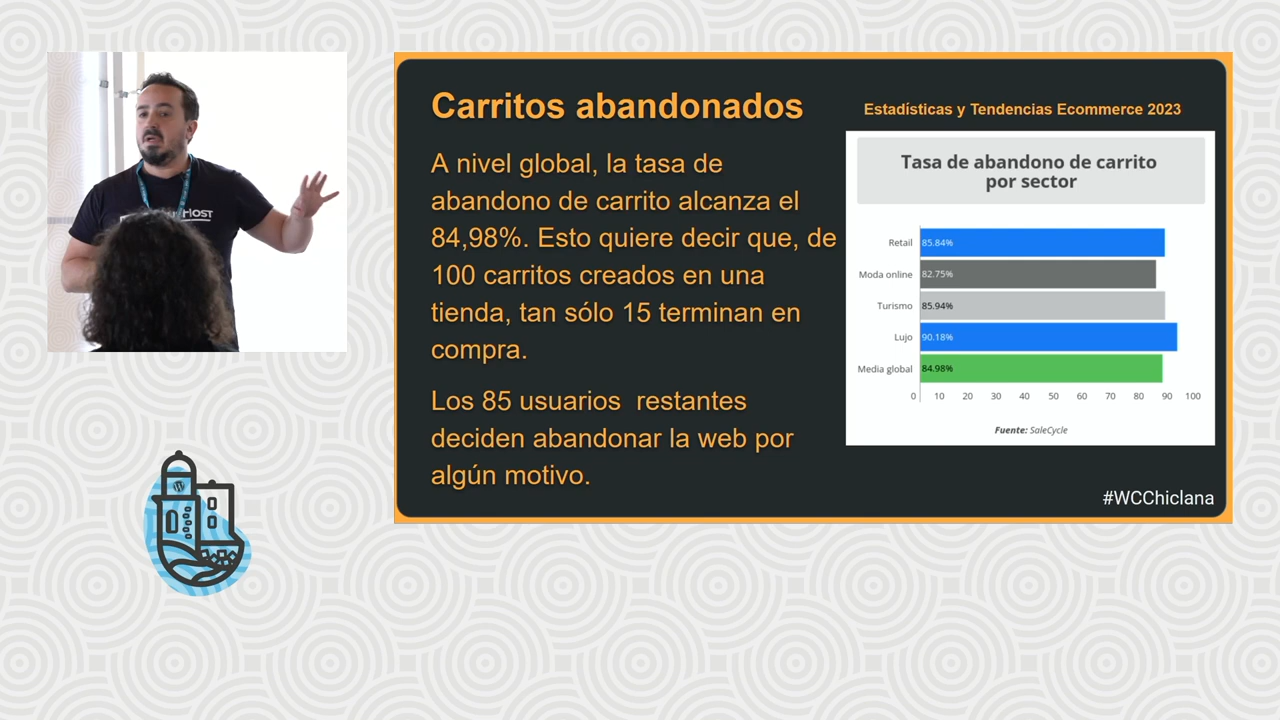 Carritos abandonados
A nivel global, la tasa de
abandono de carrito alcanza el
84,98%. Esto quiere decir que, de
100 carritos creados en una
tienda, tan sólo 15 terminan en
compra.
Los 85 usuarios  restantes
deciden abandonar la web por
algún motivo.
Estadísticas y Tendencias Ecommerce 2023
Tasa de abandono de carrito
por sector
Retail 85.84%
Moda online 82.75%
Turismo 85.94%
Lujo 90.18%
Media global 84.98%
0 10 20 30 40 50 60 70 80 90 100
Fuente: SaleCycle
#WCChiclana